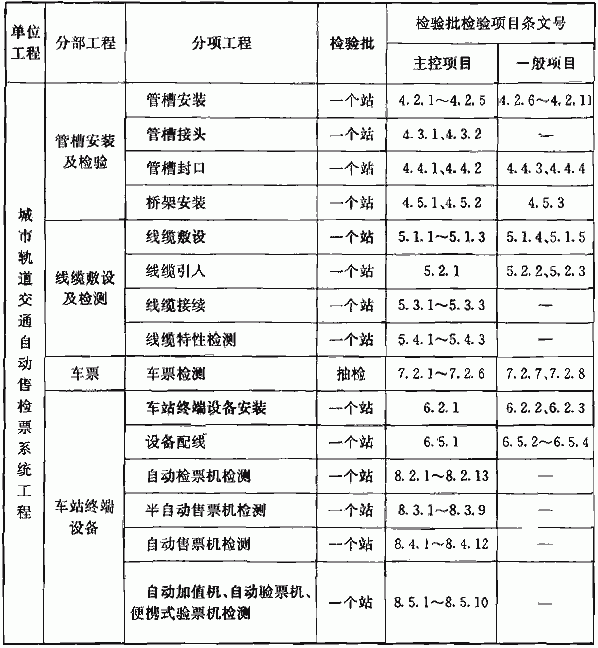 单位工程 分部工程 分项工程 检验批 检验批检验项目条文号
主控项目 一般项目
城市轨道交通自动售检票系统工程
管槽安装及检验
管槽安装 一个站 4.2.1～4.2.5 4.2.6～4.2.11
管槽接头 一个站 4.3.1、4.3.2 —
管槽封口 一个站 4.4.1、4.4.2 4.4.3、4.4.4
桥架安装 一个站 4.5.1、4.5.2 4.5.3
线缆敷设及检测
线缆敷设 一个站 5.1.1～5.1.3 5.1.4、5.1.5
线缆引入 一个站 5.2.1 5.2.2、5.2.3
线缆接续 一个站 5.3.1～5.3.3 —
线缆特性检测 一个站 5.4.1～5.4.3 —
车票 车票检测 抽检 7.2.1～7.2.6 7.2.7、7.2.8
车站终端设备
车站终端设备安装 一个站 6.2.1 6.2.2、6.2.3
设备配线 一个站 6.5.1 6.5.2～6.5.4
自动检票机检测 一个站 8.2.1～8.2.13 —
半自动售票机检测 一个站 8.3.1～8.3.9 —
自动售票机检测 一个站 8.4.1～8.4.12 —
自动加值机、自动验票机、
便携式验票机检测 一个站 8.5.1～8.5.10 —